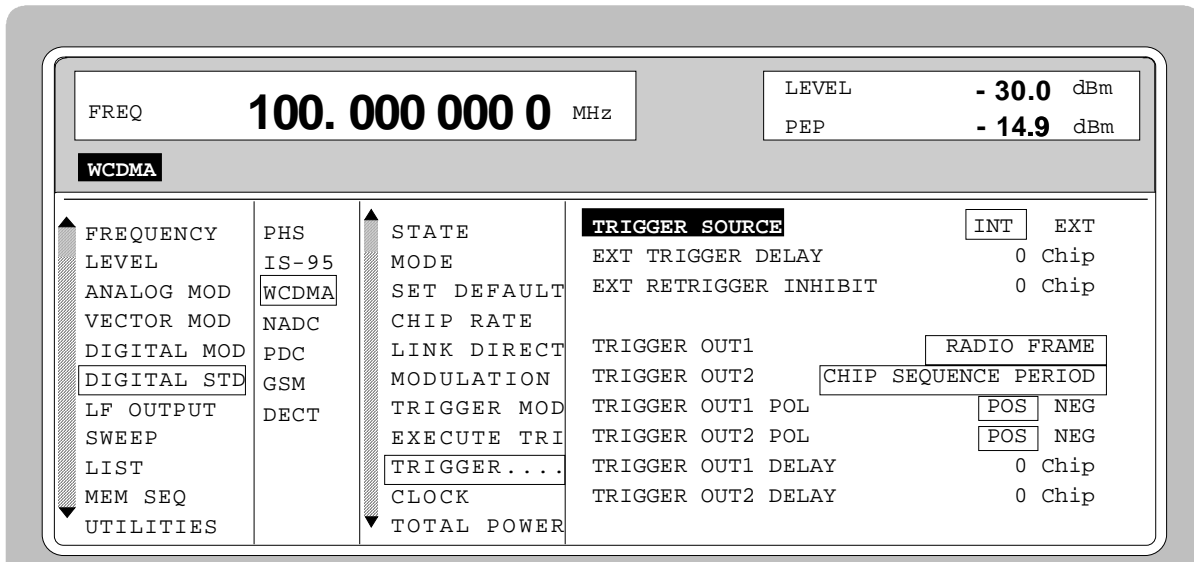 FREQ 100. 000 000 0 MHz
LEVEL - 30.0 dBm
PEP - 14.9 dBm
WCDMA
FREQUENCY
LEVEL
ANALOG MOD
VECTOR MOD
DIGITAL MOD
DIGITAL STD
LF OUTPUT
SWEEP
LIST
MEM SEQ
UTILITIES
PHS
IS-95
WCDMA
NADC
PDC
GSM
DECT
STATE
MODE
SET DEFAULT
CHIP RATE
LINK DIRECT
MODULATION
TRIGGER MOD
EXECUTE TRI
TRIGGER....
CLOCK
TOTAL POWER
TRIGGER SOURCE INT EXT
EXT TRIGGER DELAY 0 Chip
EXT RETRIGGER INHIBIT 0 Chip
TRIGGER OUT1 RADIO FRAME
TRIGGER OUT2 CHIP SEQUENCE PERIOD
TRIGGER OUT1 POL POS NEG
TRIGGER OUT2 POL POS NEG
TRIGGER OUT1 DELAY 0 Chip
TRIGGER OUT2 DELAY 0 Chip